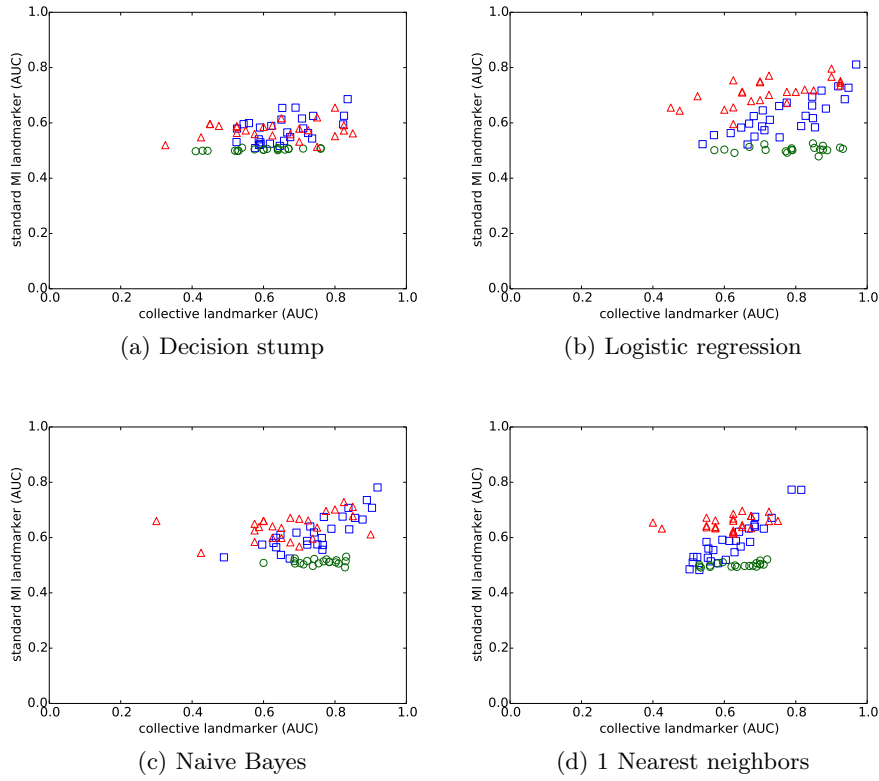 1.0
0.8
0.6
0.4
0.2
0.0
standard MI landmarker (AUC)
0.0 0.2 0.4 0.6 0.8 1.0
collective landmarker (AUC)
(a) Decision stump
1.0
0.8
0.6
0.4
0.2
0.0
standard MI landmarker (AUC)
0.0 0.2 0.4 0.6 0.8 1.0
collective landmarker (AUC)
(b) Logistic regression
1.0
0.8
0.6
0.4
0.2
0.0
standard MI landmarker (AUC)
0.0 0.2 0.4 0.6 0.8 1.0
collective landmarker (AUC)
(c) Naive Bayes
1.0
0.8
0.6
0.4
0.2
0.0
standard MI landmarker (AUC)
0.0 0.2 0.4 0.6 0.8 1.0
collective landmarker (AUC)
(d) 1 Nearest neighbors